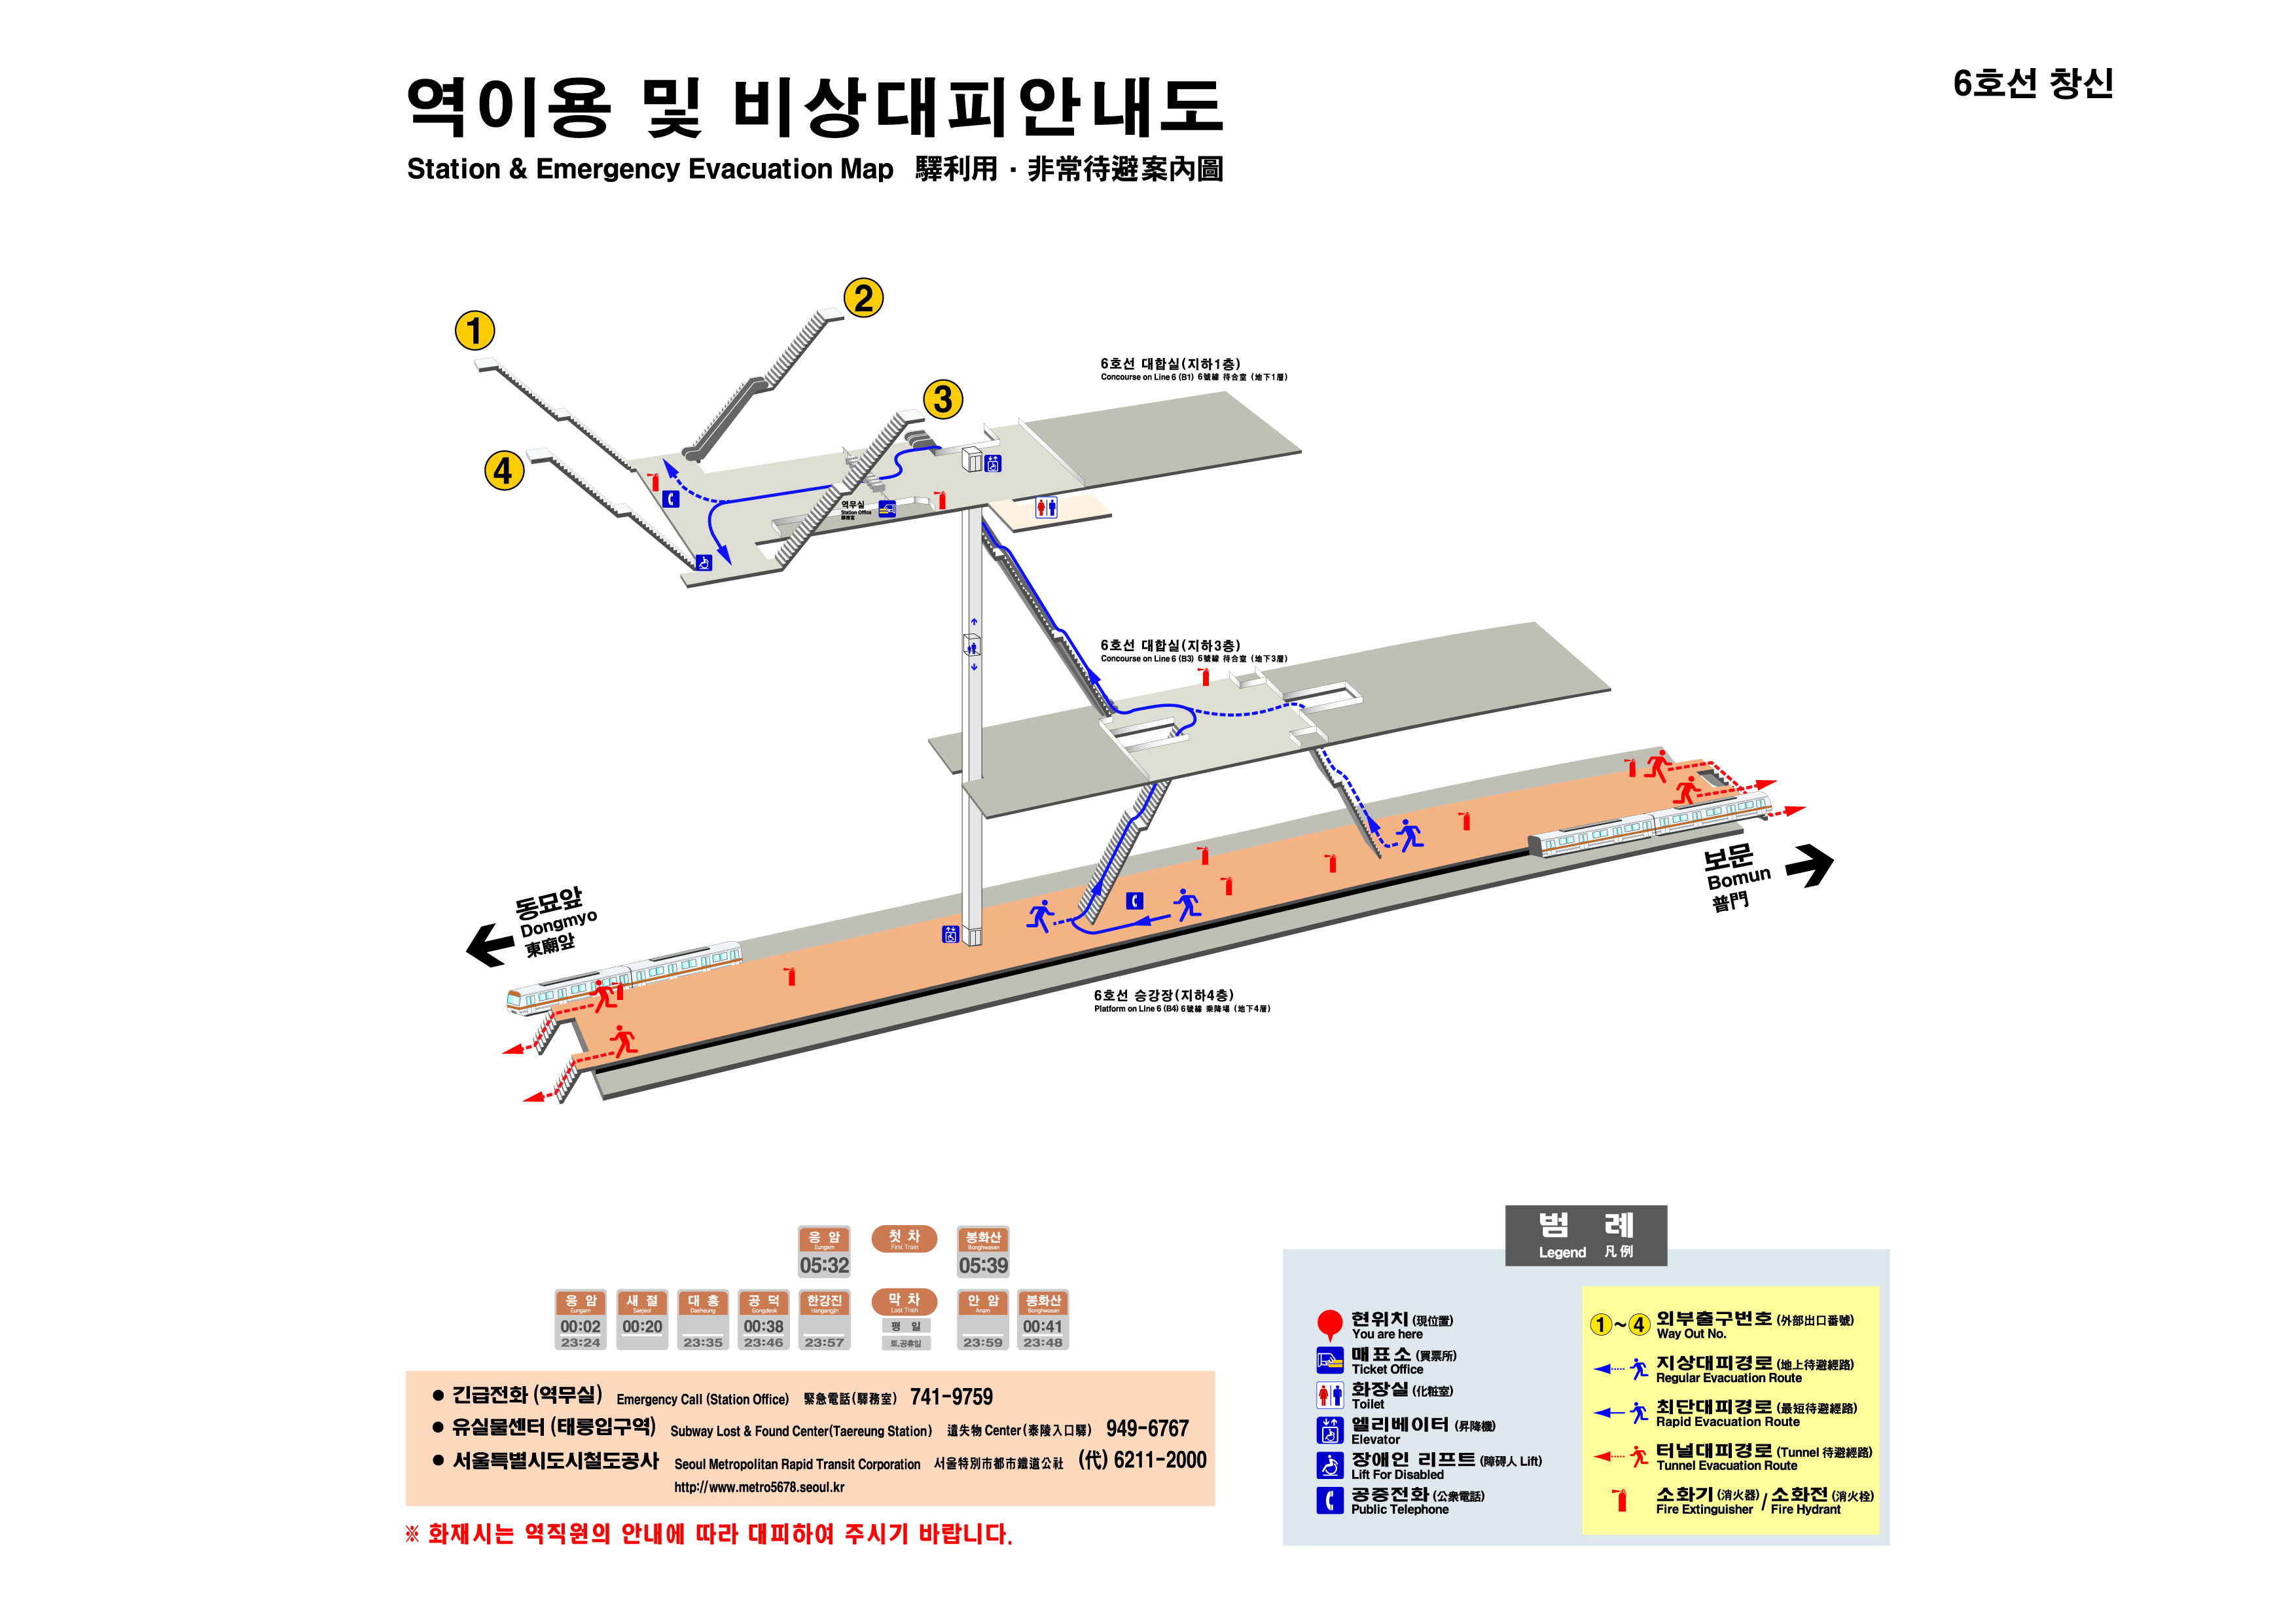 역이용 및 비상대피안내도
Station & Emergency Evacuation Map 驛利用 · 非常待避案內圖
6호선 창신
1
2
3
4
6호선 대합실(지하1층)
Concourse on Line 6 (B1) 6號線 待合室 (地下1層)
역무실
Station Office
驛務室
6호선 대합실(지하3층)
Concourse on Line 6 (B3) 6號線 待合室 (地下3層)
보문
Bomun
普門
동묘앞
Dongmyo
東廟앞
6호선 승강장(지하4층)
Platform on Line 6 (B4) 6號線 乘降場 (地下4層)
응 암 첫 차 봉화산
Eungam First Train Bonghwasan
05:32 05:39
응 암 새 절 대 흥 공 덕 한강진 막 차 안 암 봉화산
Eungam Saejeol Daeheung Gongdeok Hangangjin Last Train Anam Bonghwasan
00:02 00:20 00:38 평 일 00:41
23:24 23:35 23:46 23:57 토,공휴일 23:59 23:48
● 긴급전화 (역무실) Emergency Call (Station Office) 緊急電話(驛務室) 741-9759
● 유실물센터 (태릉입구역) Subway Lost & Found Center(Taereung Station) 遺失物 Center (泰陵入口驛) 949-6767
● 서울특별시도시철도공사 Seoul Metropolitan Rapid Transit Corporation 서울特別市都市鐵道公社 (代) 6211-2000
http://www.metro5678.seoul.kr
※ 화재시는 역직원의 안내에 따라 대피하여 주시기 바랍니다.
범 례
Legend 凡例
현위치 (現位置)
You are here
매표소 (買票所)
Ticket Office
화장실 (化粧室)
Toilet
엘리베이터 (昇降機)
Elevator
장애인 리프트 (障碍人 Lift)
Lift For Disabled
공중전화 (公衆電話)
Public Telephone
1~4 외부출구번호 (外部出口番號)
Way Out No.
지상대피경로 (地上待避經路)
Regular Evacuation Route
최단대피경로 (最短待避經路)
Rapid Evacuation Route
터널대피경로 (Tunnel 待避經路)
Tunnel Evacuation Route
소화기 (消火器) / 소화전 (消火栓)
Fire Extinguisher / Fire Hydrant